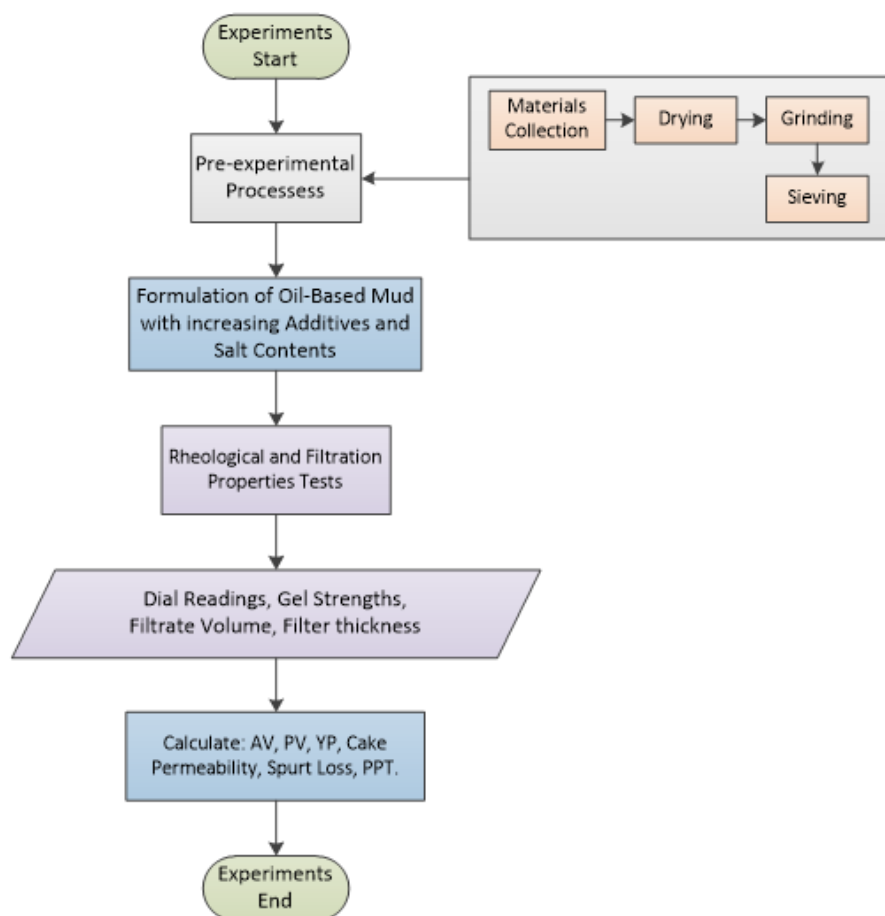 Experiments
Start
Materials
Collection
Drying
Grinding
Sieving
Pre-experimental
Processess
Formulation of Oil-Based Mud
with increasing Additives and
Salt Contents
Rheological and Filtration
Properties Tests
Dial Readings, Gel Strengths,
Filtrate Volume, Filter thickness
Calculate: AV, PV, YP, Cake
Permeability, Spurt Loss, PPT.
Experiments
End